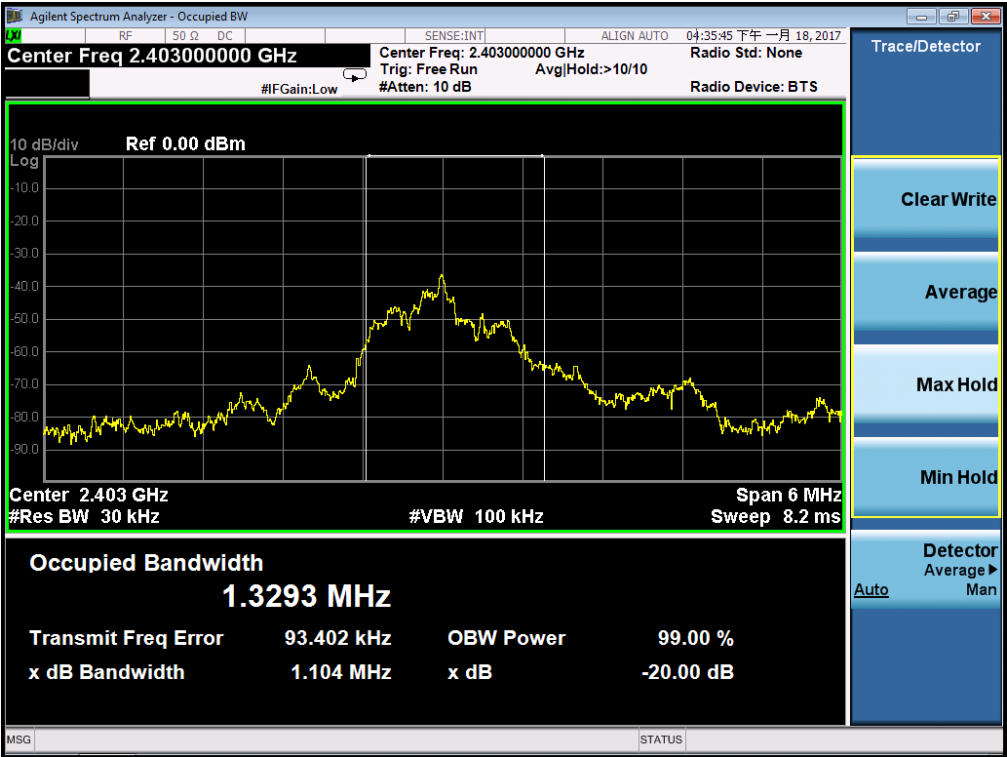 Agilent Spectrum Analyzer - Occupied BW
LXI RF 50 Ω DC SENSE:INT ALIGN AUTO 04:35:45 下午 一月 18, 2017
Center Freq 2.403000000 GHz
Center Freq: 2.403000000 GHz
Radio Std: None
Trig: Free Run Avg|Hold:>10/10
#IFGain:Low
#Atten: 10 dB
Radio Device: BTS
Trace/Detector
10 dB/div Ref 0.00 dBm
Log
-10.0
-20.0
-30.0
-40.0
-50.0
-60.0
-70.0
-80.0
-90.0
Center 2.403 GHz
Span 6 MHz
#Res BW 30 kHz
#VBW 100 kHz
Sweep 8.2 ms
Clear Write
Average
Max Hold
Min Hold
Detector
Average▶
Auto Man
Occupied Bandwidth
1.3293 MHz
Transmit Freq Error 93.402 kHz OBW Power 99.00 %
x dB Bandwidth 1.104 MHz x dB -20.00 dB
MSG
STATUS